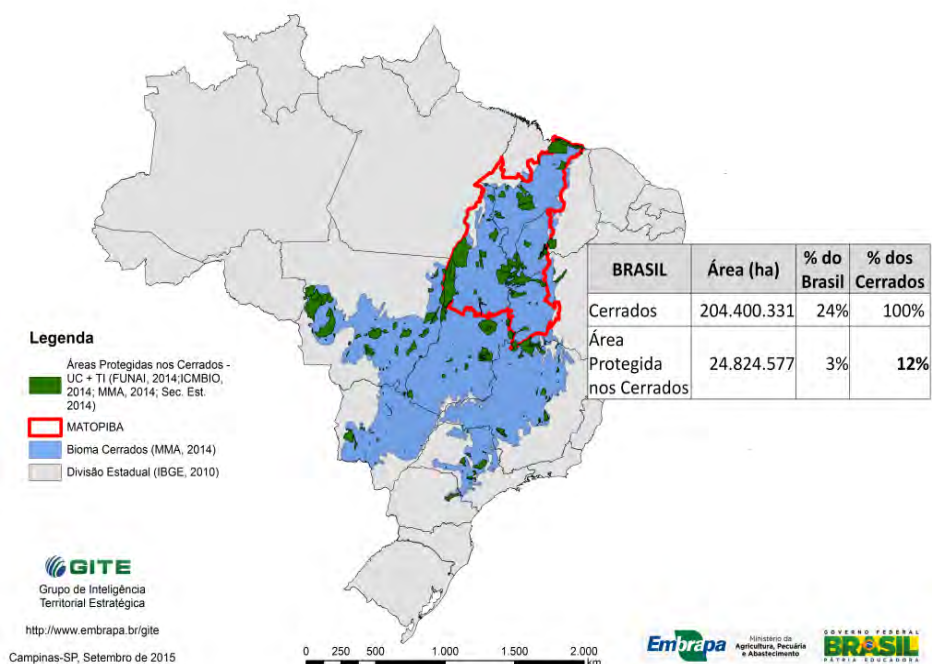 BRASIL Área (ha) % do Brasil % dos Cerrados
Cerrados 204.400.331 24% 100%
Área Protegida nos Cerrados 24.824.577 3% 12%
Legenda
Áreas Protegidas nos Cerrados -
UC + TI (FUNAI, 2014;ICMBIO,
2014; MMA, 2014; Sec. Est.
2014)
MATOPIBA
Bioma Cerrados (MMA, 2014)
Divisão Estadual (IBGE, 2010)
GITE
Grupo de Inteligência
Territorial Estratégica
http://www.embrapa.br/gite
Campinas-SP, Setembro de 2015
0 250 500 1.000 1.500 2.000
km
Embrapa
Ministério da
Agricultura, Pecuária
e Abastecimento
GOVERNO FEDERAL
BRASIL
PÁTRIA EDUCADORA